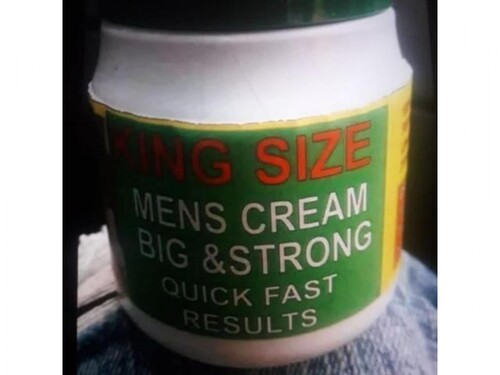 KING SIZE
MENS CREAM
BIG &STRONG
QUICK FAST
RESULTS